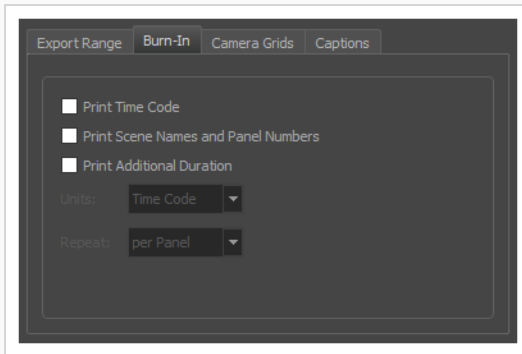 Export Range Burn-In Camera Grids Captions
Print Time Code
Print Scene Names and Panel Numbers
Print Additional Duration
Units: Time Code
Repeat: per Panel